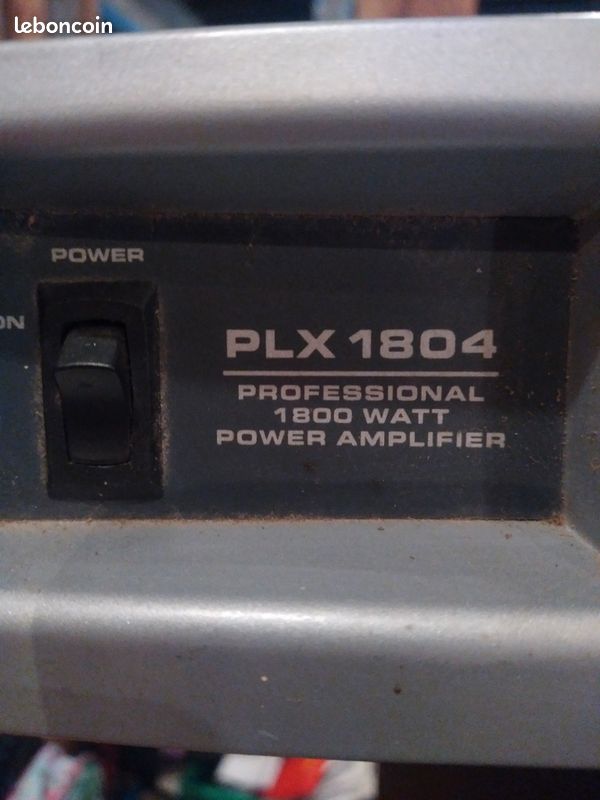 leboncoin
POWER
ON
PLX 1804
PROFESSIONAL
1800 WATT
POWER AMPLIFIER